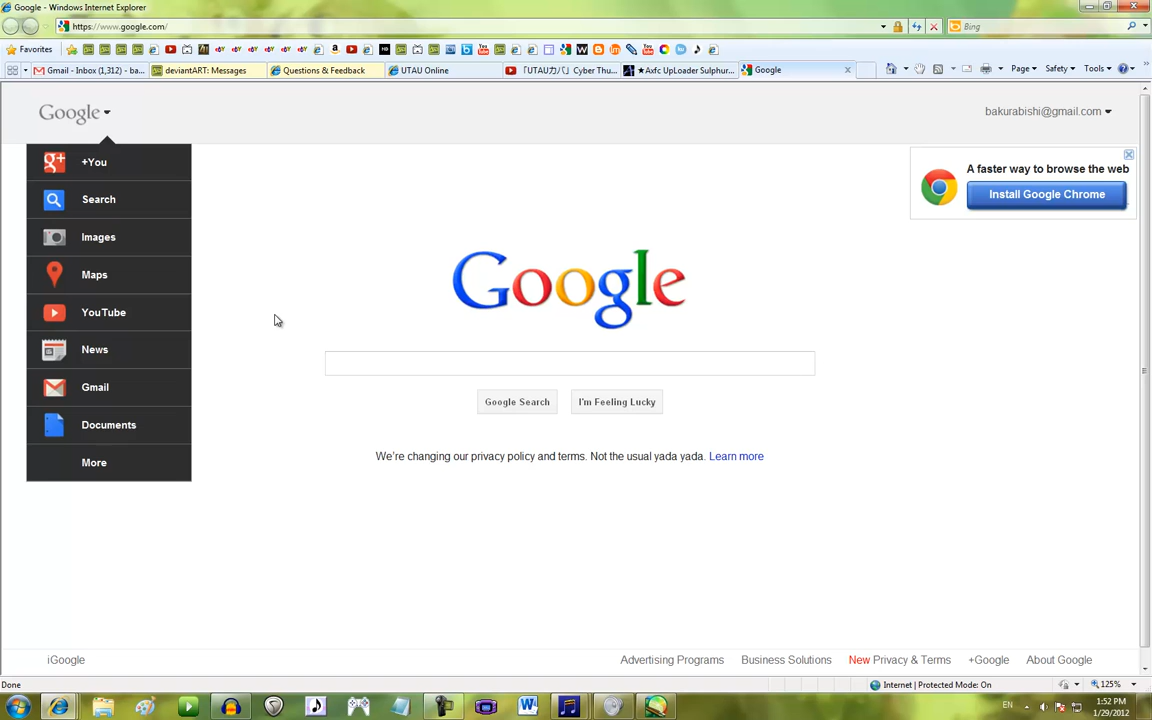 Google - Windows Internet Explorer
https://www.google.com/
Bing
Favorites
Gmail - Inbox (1,312) - ba...
deviantART: Messages
Questions & Feedback
UTAU Online
「UTAUカバ」Cyber Thu...
★Axfc UpLoader Sulphur...
Google
Page
Safety
Tools
Google
bakurabishi@gmail.com
+You
Search
Images
Maps
YouTube
News
Gmail
Documents
More
A faster way to browse the web
Install Google Chrome
Google
Google Search
I'm Feeling Lucky
We're changing our privacy policy and terms. Not the usual yada yada. Learn more
iGoogle
Advertising Programs
Business Solutions
New Privacy & Terms
+Google
About Google
Done
Internet | Protected Mode: On
125%
EN
1:52 PM
1/29/2012